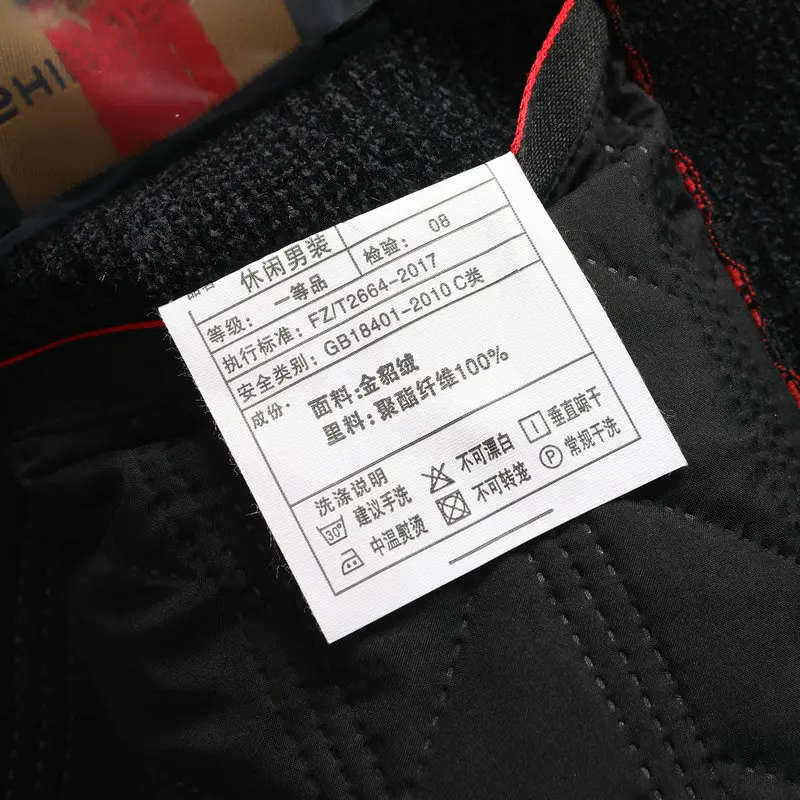 品名 休闲男装
等级: 一等品 检验: 08
执行标准: FZ/T2664-2017
安全类别: GB18401-2010 C类
成份: 面料:金貂绒
里料:聚酯纤维100%
洗涤说明
30° 建议手洗 不可漂白 垂直晾干
中温熨烫 不可转笼 P 常规干洗